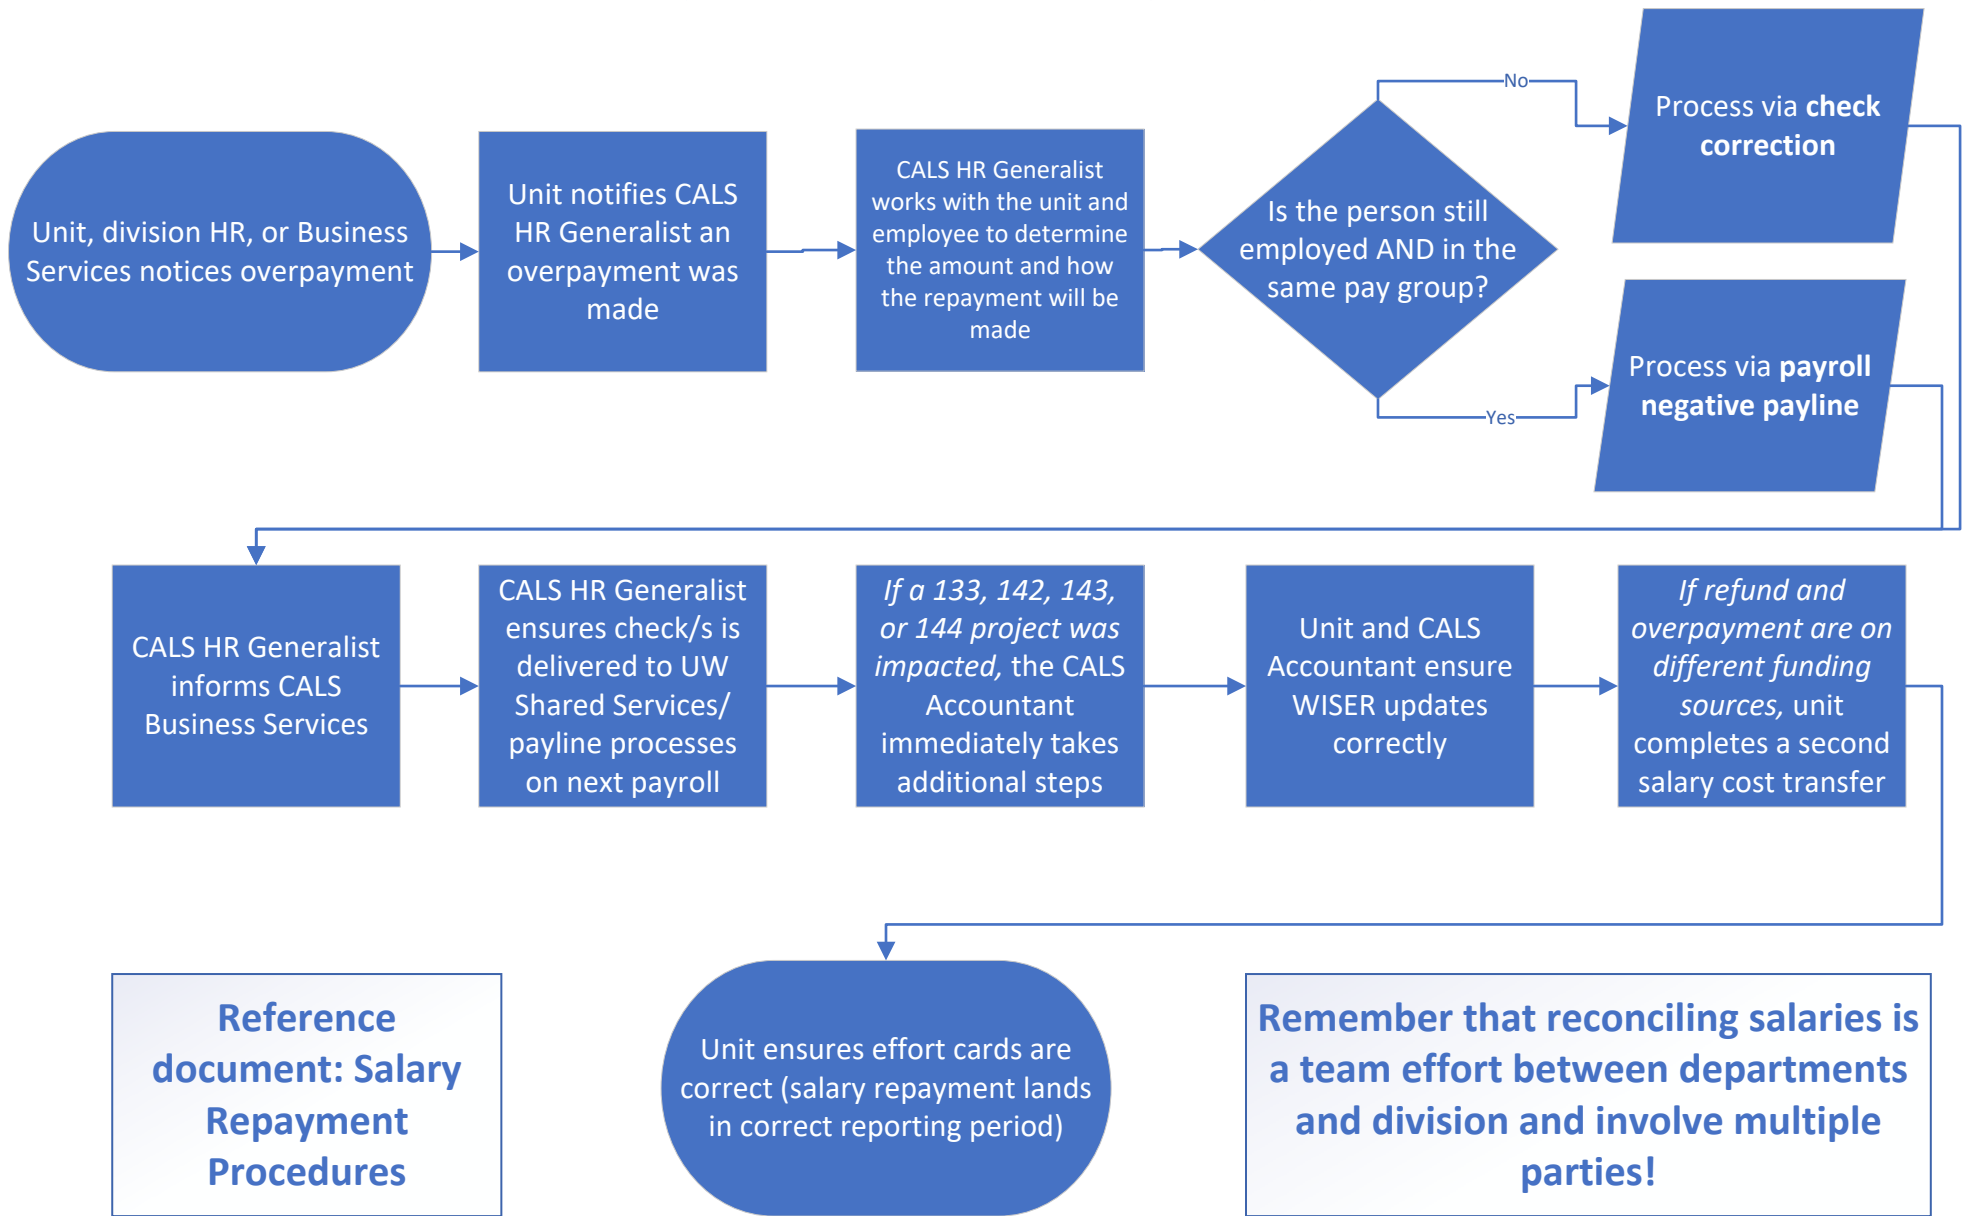 Unit, division HR, or Business
Services notices overpayment
Unit notifies CALS
HR Generalist an
overpayment was
made
CALS HR Generalist
works with the unit and
employee to determine
the amount and how
the repayment will be
made
Is the person still
employed AND in the
same pay group?
No
Process via check
correction
Yes
Process via payroll
negative payline
CALS HR Generalist
informs CALS
Business Services
CALS HR Generalist
ensures check/s is
delivered to UW
Shared Services/
payline processes
on next payroll
If a 133, 142, 143,
or 144 project was
impacted, the CALS
Accountant
immediately takes
additional steps
Unit and CALS
Accountant ensure
WISER updates
correctly
If refund and
overpayment are on
different funding
sources, unit
completes a second
salary cost transfer
Unit ensures effort cards are
correct (salary repayment lands
in correct reporting period)
Reference
document: Salary
Repayment
Procedures
Remember that reconciling salaries is
a team effort between departments
and division and involve multiple
parties!